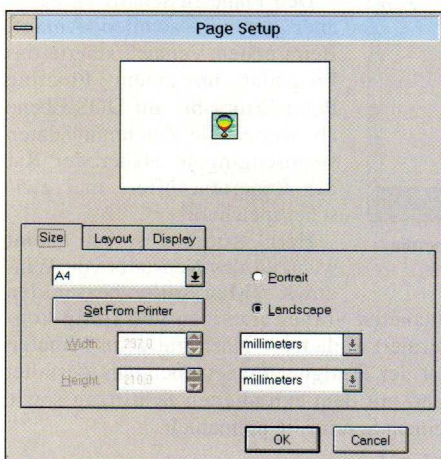 Page Setup
Size Layout Display
A4
Portrait
Set From Printer
Landscape
Width: 297.0 millimeters
Height: 210.0 millimeters
OK Cancel